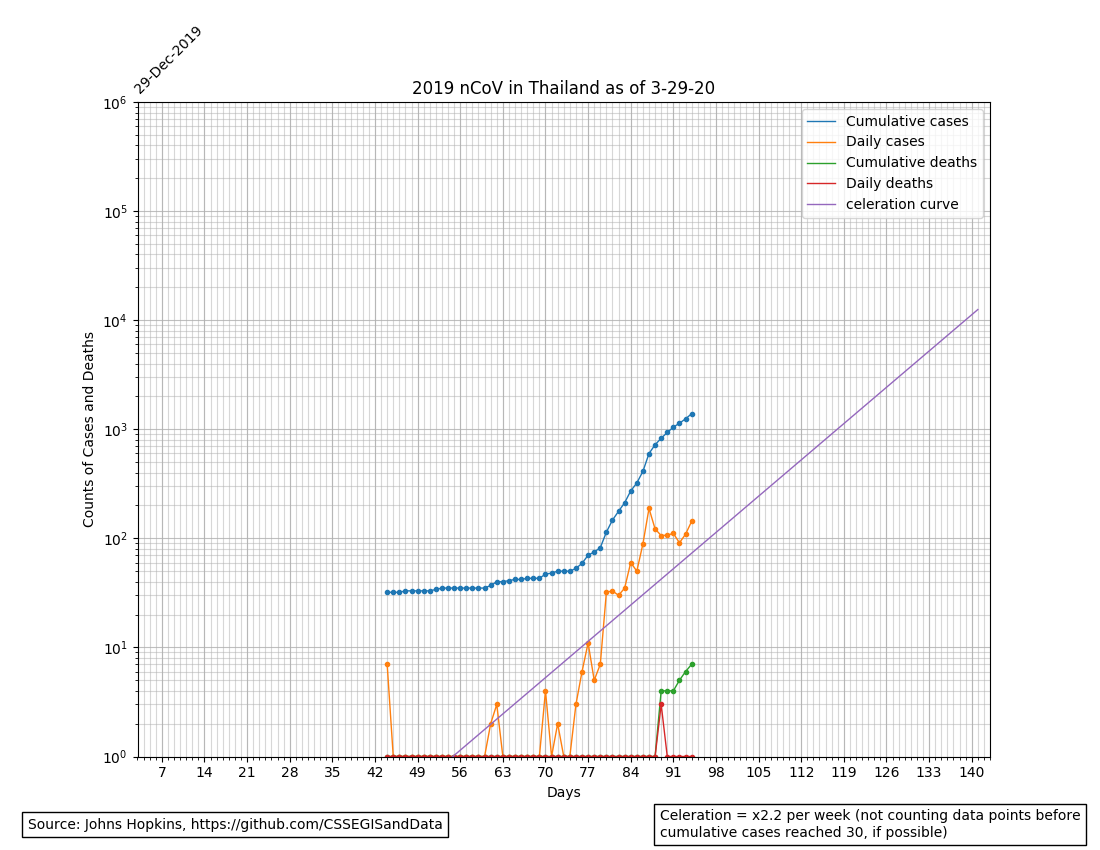 29-Dec-2019
2019 nCoV in Thailand as of 3-29-20
Cumulative cases
Daily cases
Cumulative deaths
Daily deaths
celeration curve
10^6
10^5
10^4
10^3
10^2
10^1
10^0
Counts of Cases and Deaths
7 14 21 28 35 42 49 56 63 70 77 84 91 98 105 112 119 126 133 140
Days
Source: Johns Hopkins, https://github.com/CSSEGISandData
Celeration = x2.2 per week (not counting data points before
cumulative cases reached 30, if possible)